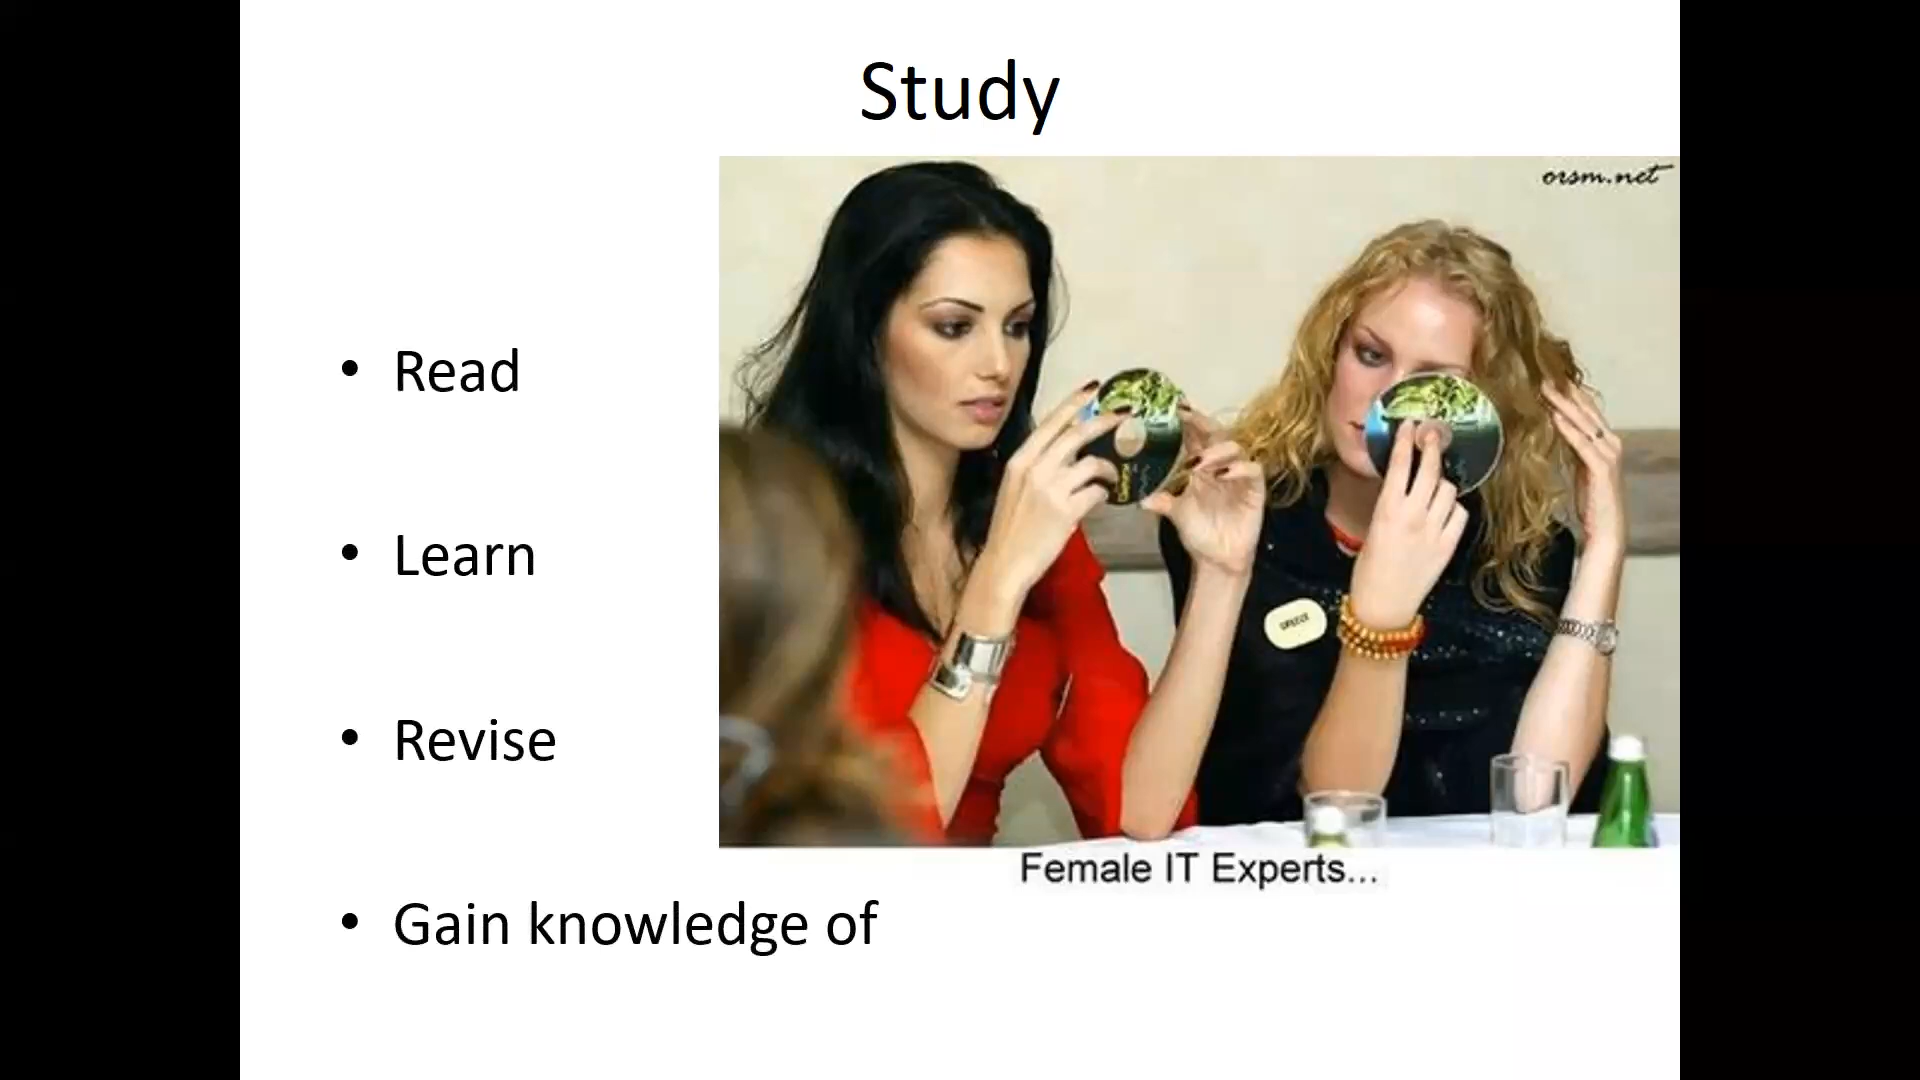 Study
orsm.net
• Read
• Learn
• Revise
Female IT Experts...
• Gain knowledge of